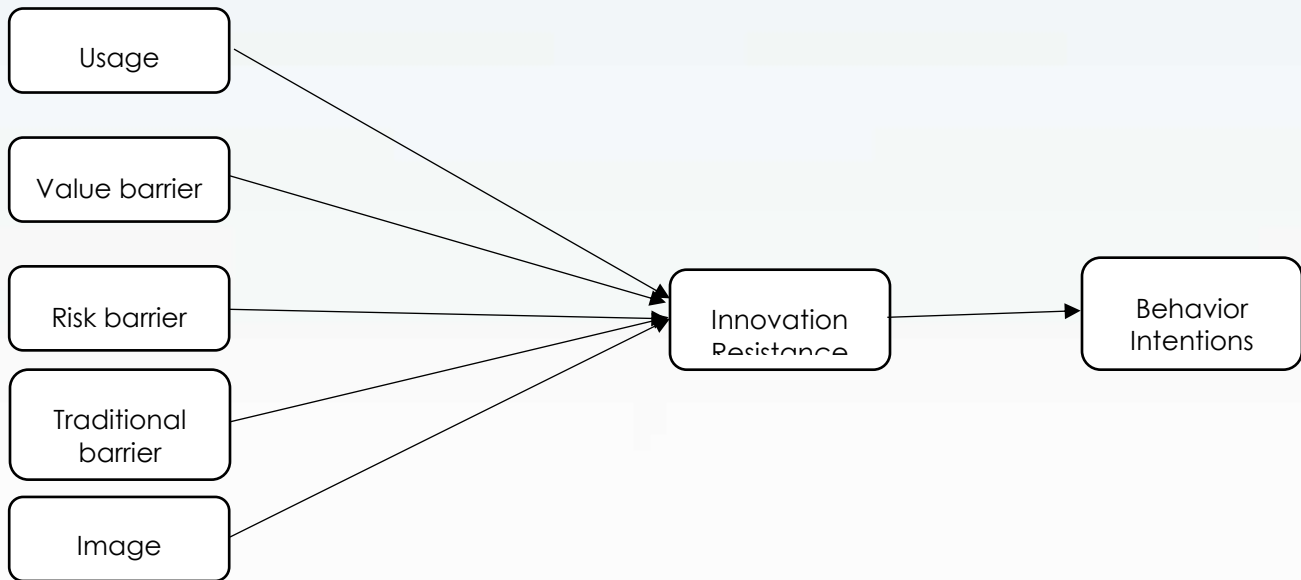 Usage
Value barrier
Risk barrier
Traditional
barrier
Image
Innovation
Resistance
Behavior
Intentions